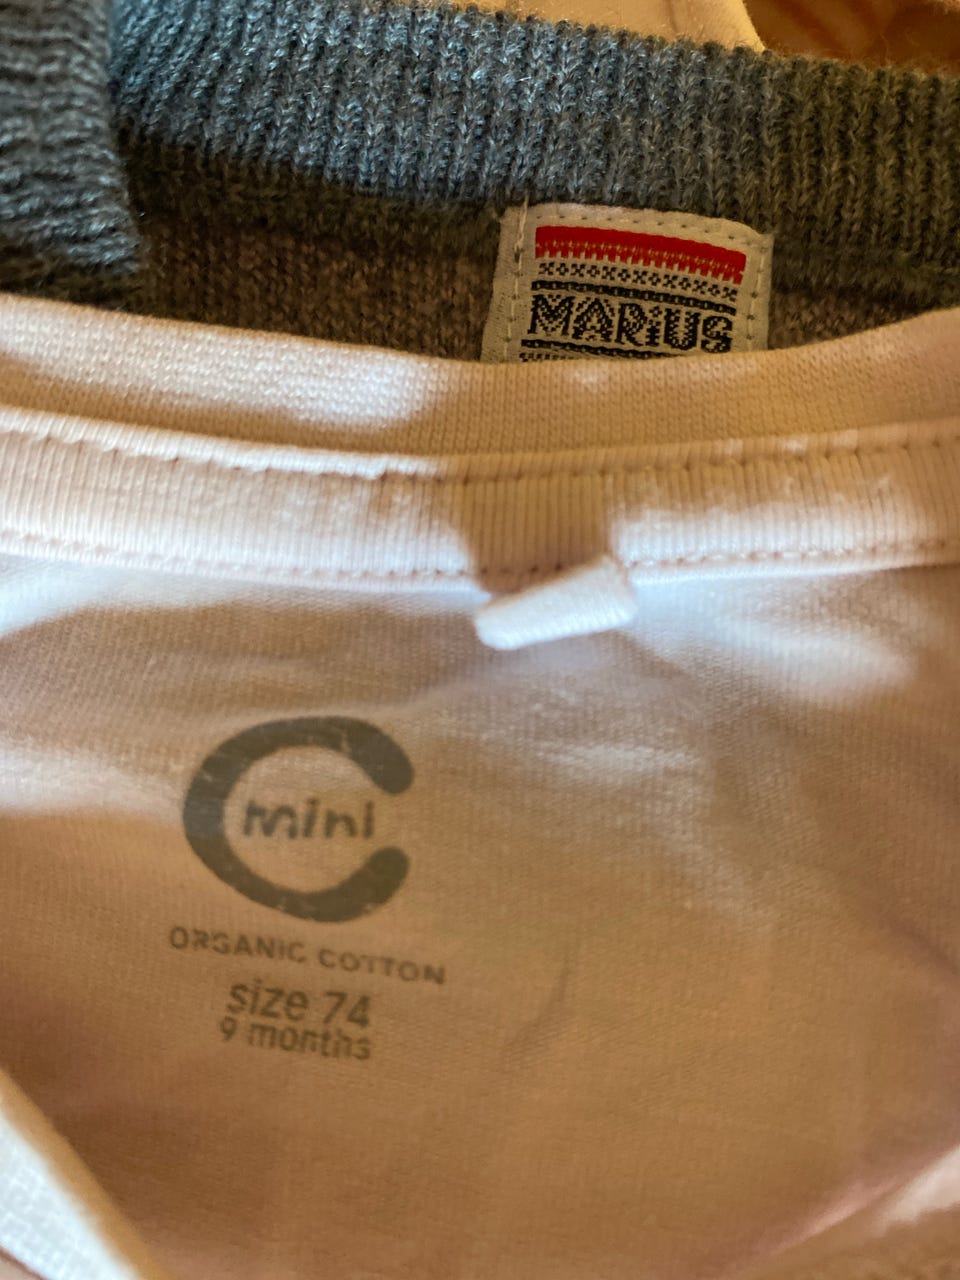 MARiUS
mini
ORGANIC COTTON
size 74
9 months